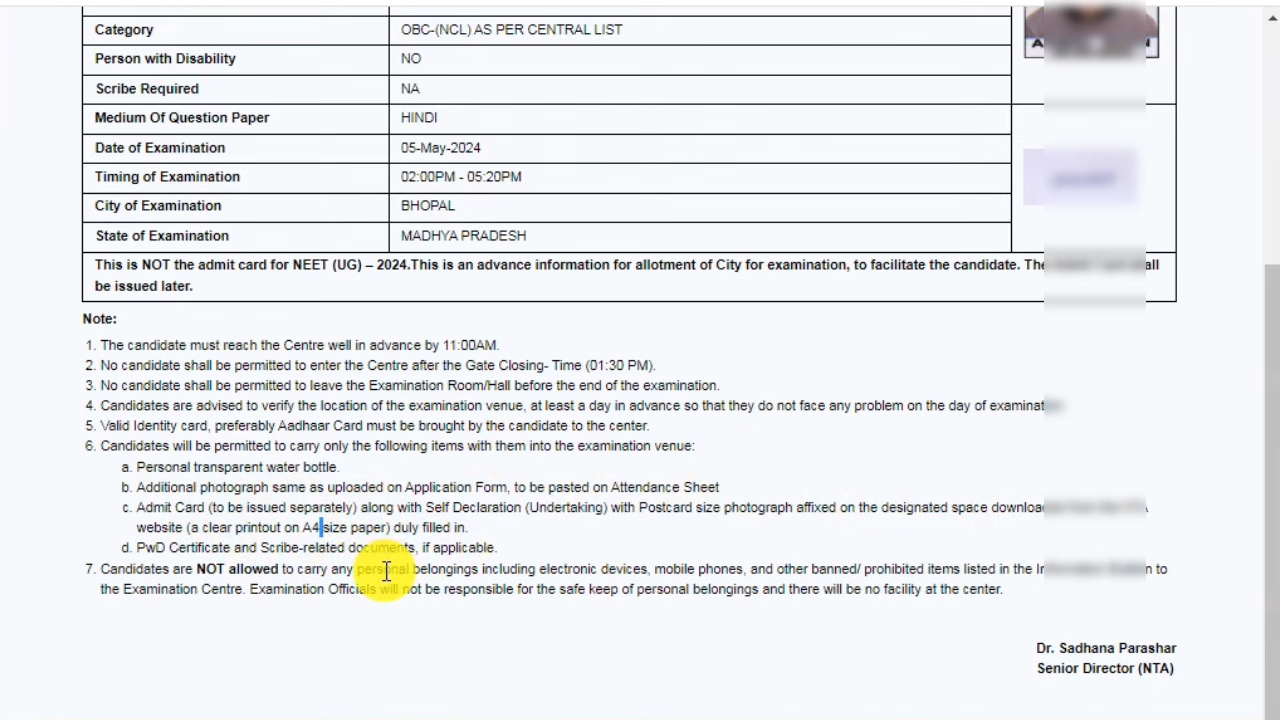 Category OBC-(NCL) AS PER CENTRAL LIST
Person with Disability NO
Scribe Required NA
Medium Of Question Paper HINDI
Date of Examination 05-May-2024
Timing of Examination 02:00PM - 05:20PM
City of Examination BHOPAL
State of Examination MADHYA PRADESH
This is NOT the admit card for NEET (UG) – 2024.This is an advance information for allotment of City for examination, to facilitate the candidate. The
be issued later.
Note:
1. The candidate must reach the Centre well in advance by 11:00AM.
2. No candidate shall be permitted to enter the Centre after the Gate Closing- Time (01:30 PM).
3. No candidate shall be permitted to leave the Examination Room/Hall before the end of the examination.
4. Candidates are advised to verify the location of the examination venue, at least a day in advance so that they do not face any problem on the day of
5. Valid Identity card, preferably Aadhaar Card must be brought by the candidate to the center.
6. Candidates will be permitted to carry only the following items with them into the examination venue:
a. Personal transparent water bottle.
b. Additional photograph same as uploaded on Application Form, to be pasted on Attendance Sheet
c. Admit Card (to be issued separately) along with Self Declaration (Undertaking) with Postcard size photograph affixed on the designated space
website (a clear printout on A4 size paper) duly filled in.
d. PwD Certificate and Scribe-related documents, if applicable.
7. Candidates are NOT allowed to carry any personal belongings including electronic devices, mobile phones, and other banned/ prohibited items listed in the to
the Examination Centre. Examination Officials will not be responsible for the safe keep of personal belongings and there will be no facility at the center.
Dr. Sadhana Parashar
Senior Director (NTA)